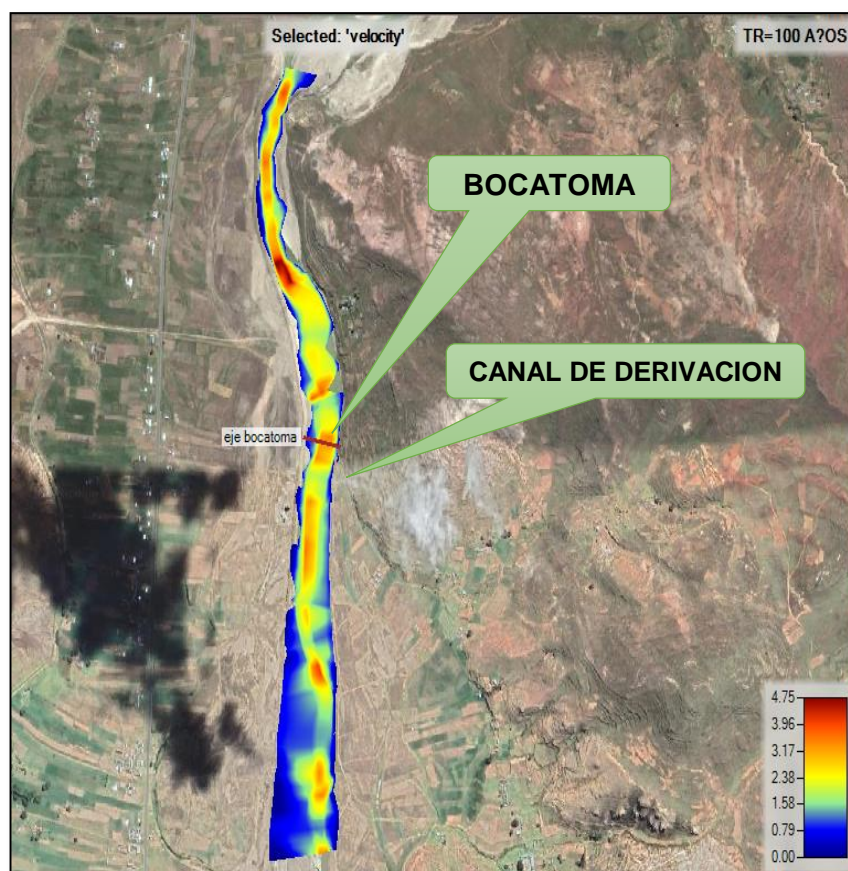 Selected: 'velocity'
TR=100 A?OS
BOCATOMA
CANAL DE DERIVACION
eje bocatoma
4.75
3.96
3.17
2.38
1.58
0.79
0.00